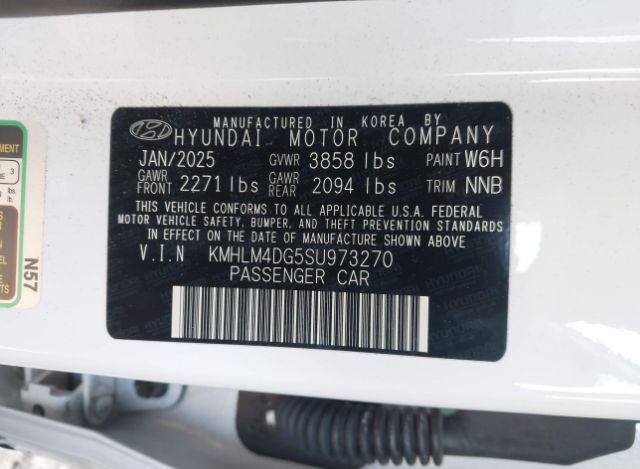 MANUFACTURED IN KOREA BY
HYUNDAI MOTOR COMPANY
JAN/2025 GVWR 3858 lbs PAINT W6H
GAWR FRONT 2271 lbs GAWR REAR 2094 lbs TRIM NNB
THIS VEHICLE CONFORMS TO ALL APPLICABLE U.S.A. FEDERAL
MOTOR VEHICLE SAFETY, BUMPER, AND THEFT PREVENTION STANDARDS
IN EFFECT ON THE DATE OF MANUFACTURE SHOWN ABOVE
V.I.N KMHLM4DG5SU973270
PASSENGER CAR
N57